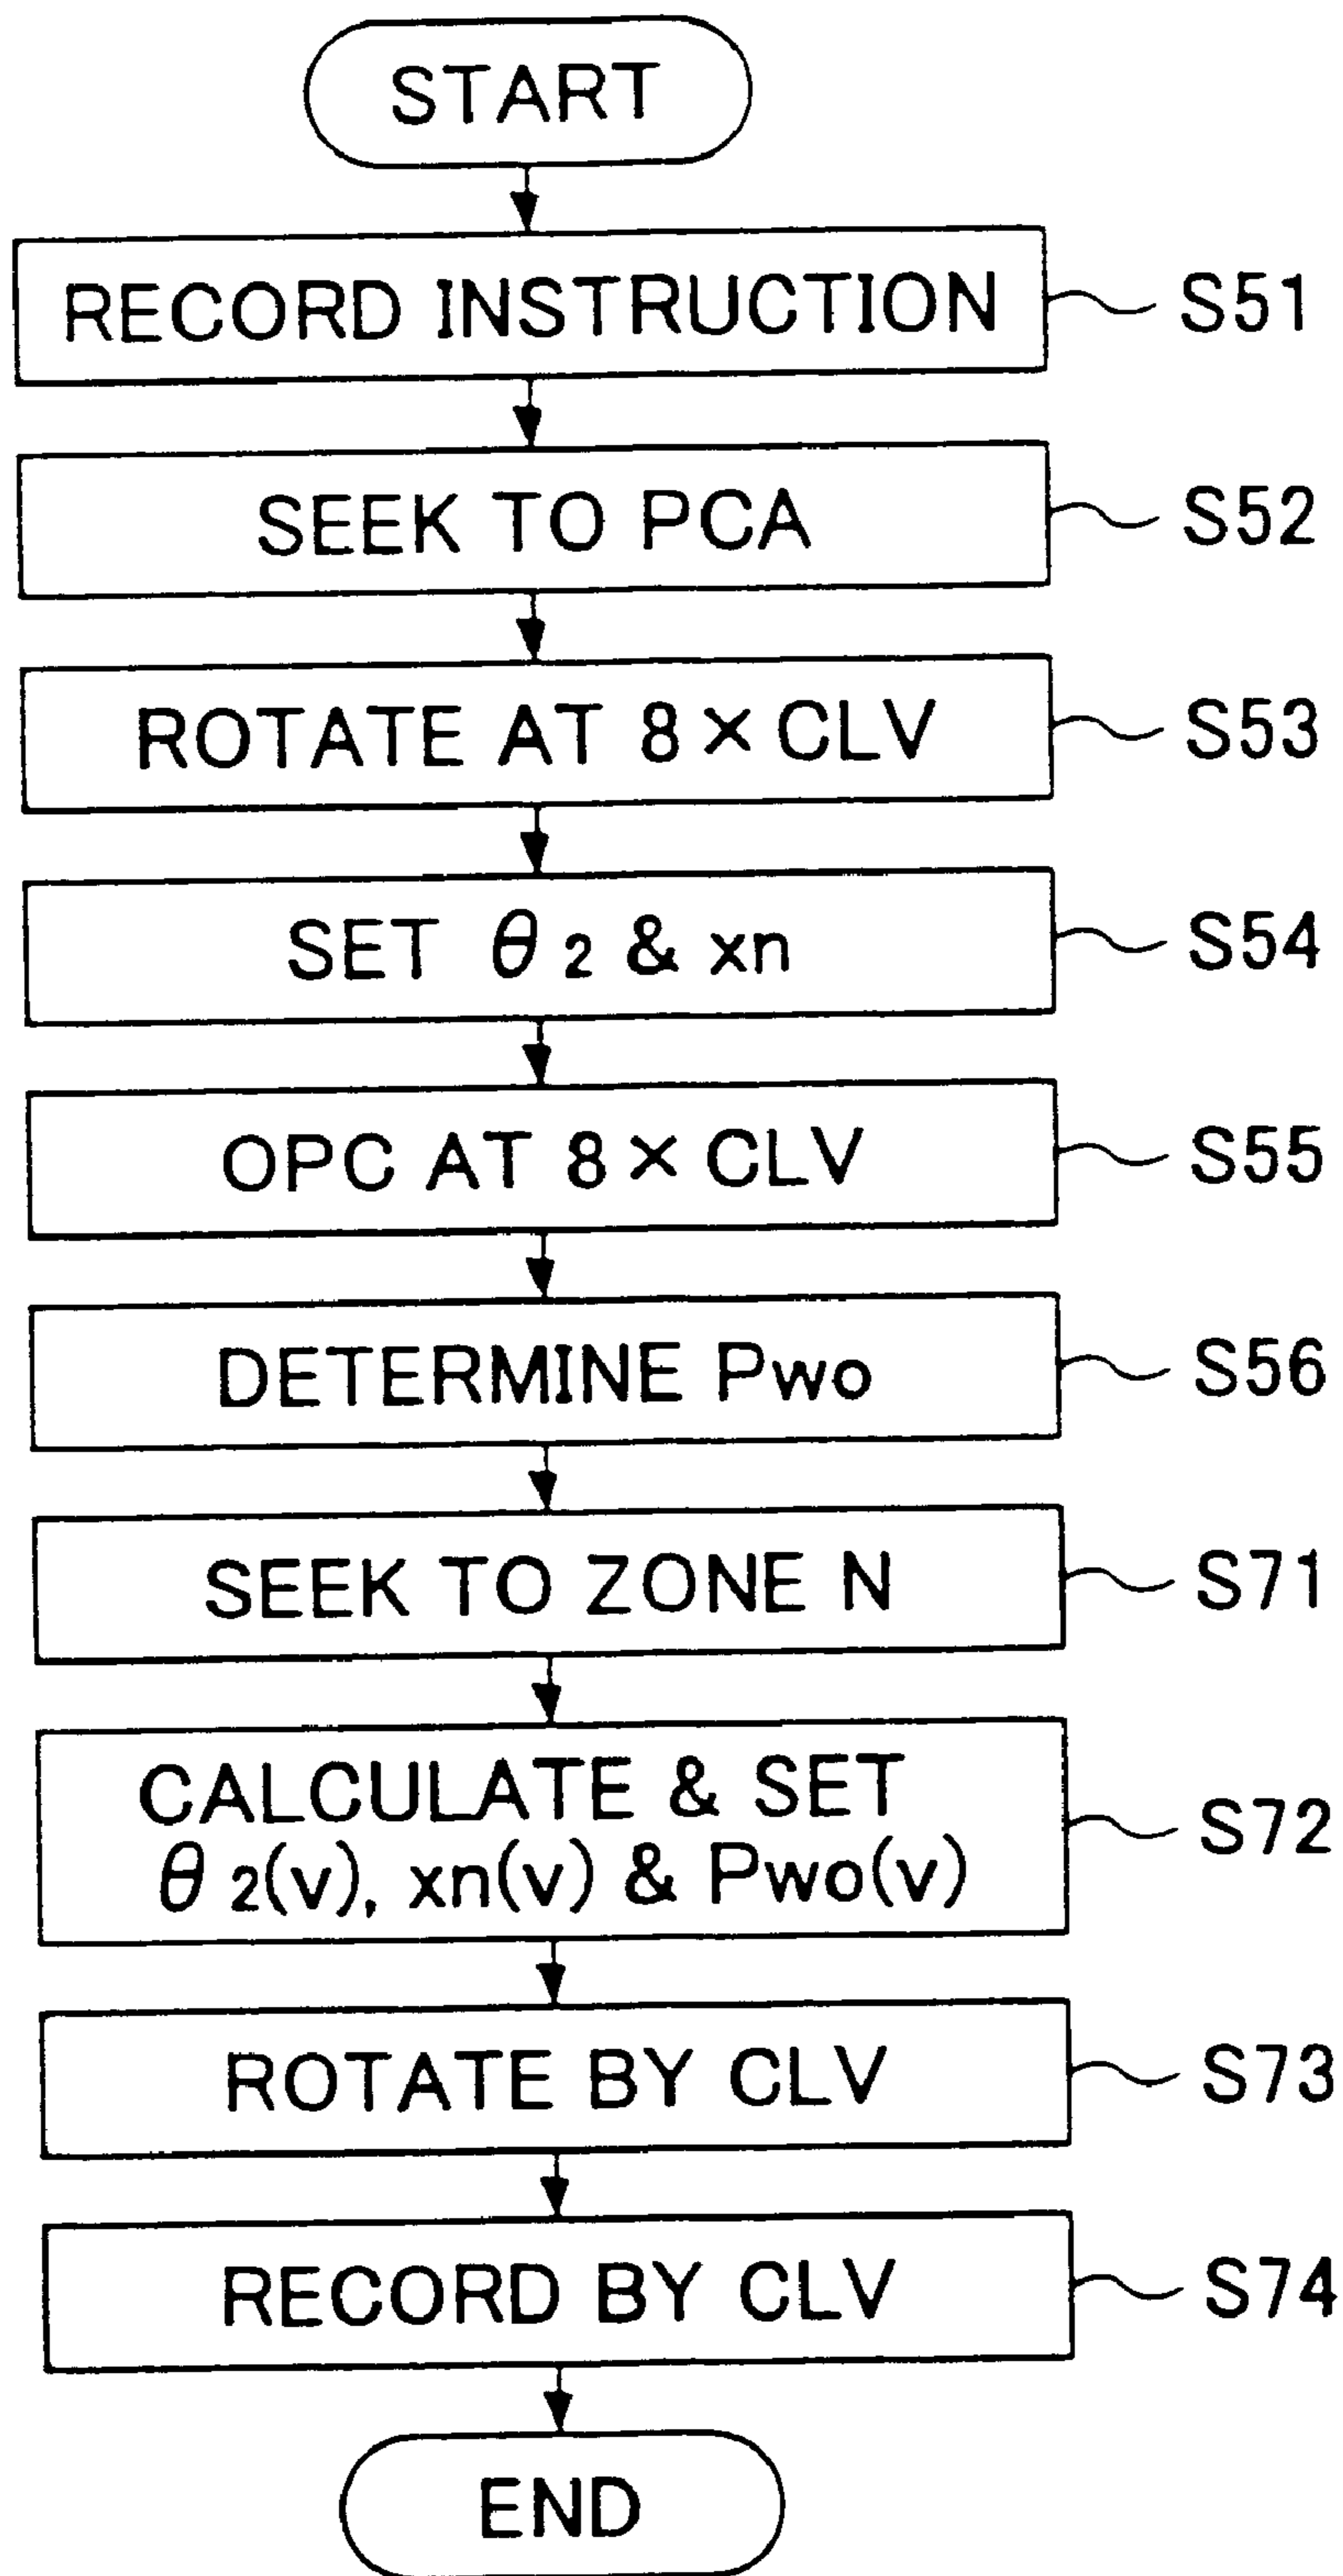 START
RECORD INSTRUCTION
S51
SEEK TO PCA
S52
ROTATE AT 8×CLV
S53
SET θ2 & xn
S54
OPC AT 8×CLV
S55
DETERMINE Pwo
S56
SEEK TO ZONE N
S71
CALCULATE & SET
θ2(v), xn(v) & Pwo(v)
S72
ROTATE BY CLV
S73
RECORD BY CLV
S74
END